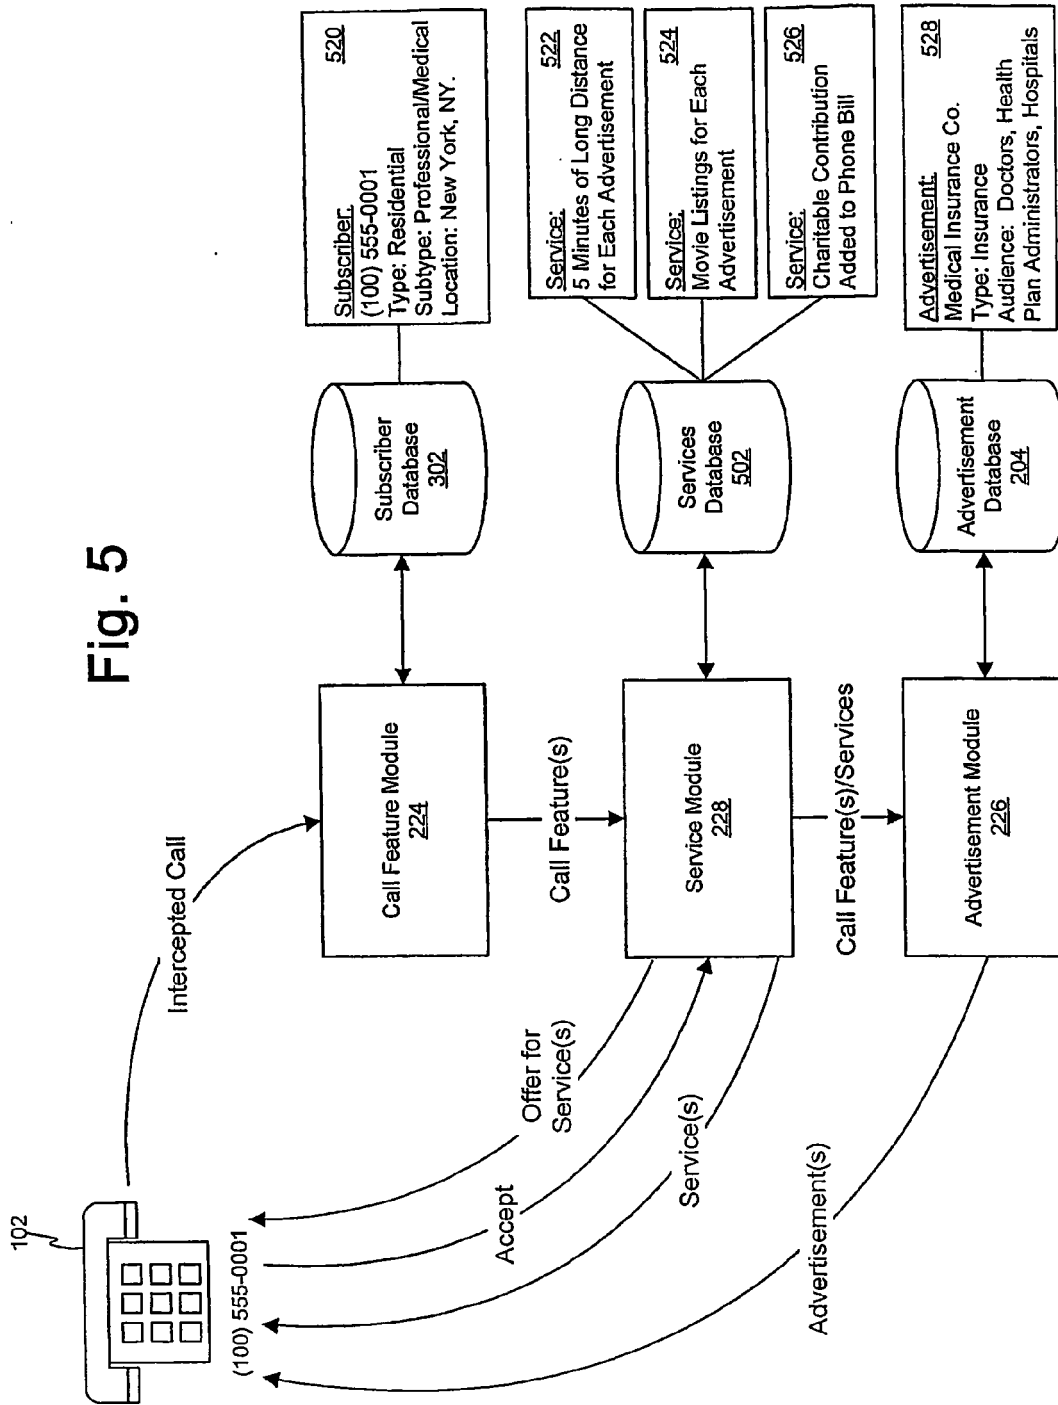 Fig. 5
102
(100) 555-0001
Intercepted Call
Offer for
Service(s)
Accept
Service(s)
Advertisement(s)
Call Feature Module
224
Call Feature(s)
Service Module
228
Call Feature(s)/Services
Advertisement Module
226
Subscriber
Database
302
Services
Database
502
Advertisement
Database
204
Subscriber: 520
(100) 555-0001
Type: Residential
Subtype: Professional/Medical
Location: New York, NY.
Service: 522
5 Minutes of Long Distance
for Each Advertisement
Service: 524
Movie Listings for Each
Advertisement
Service: 526
Charitable Contribution
Added to Phone Bill
Advertisement: 528
Medical Insurance Co.
Type: Insurance
Audience: Doctors, Health
Plan Administrators, Hospitals